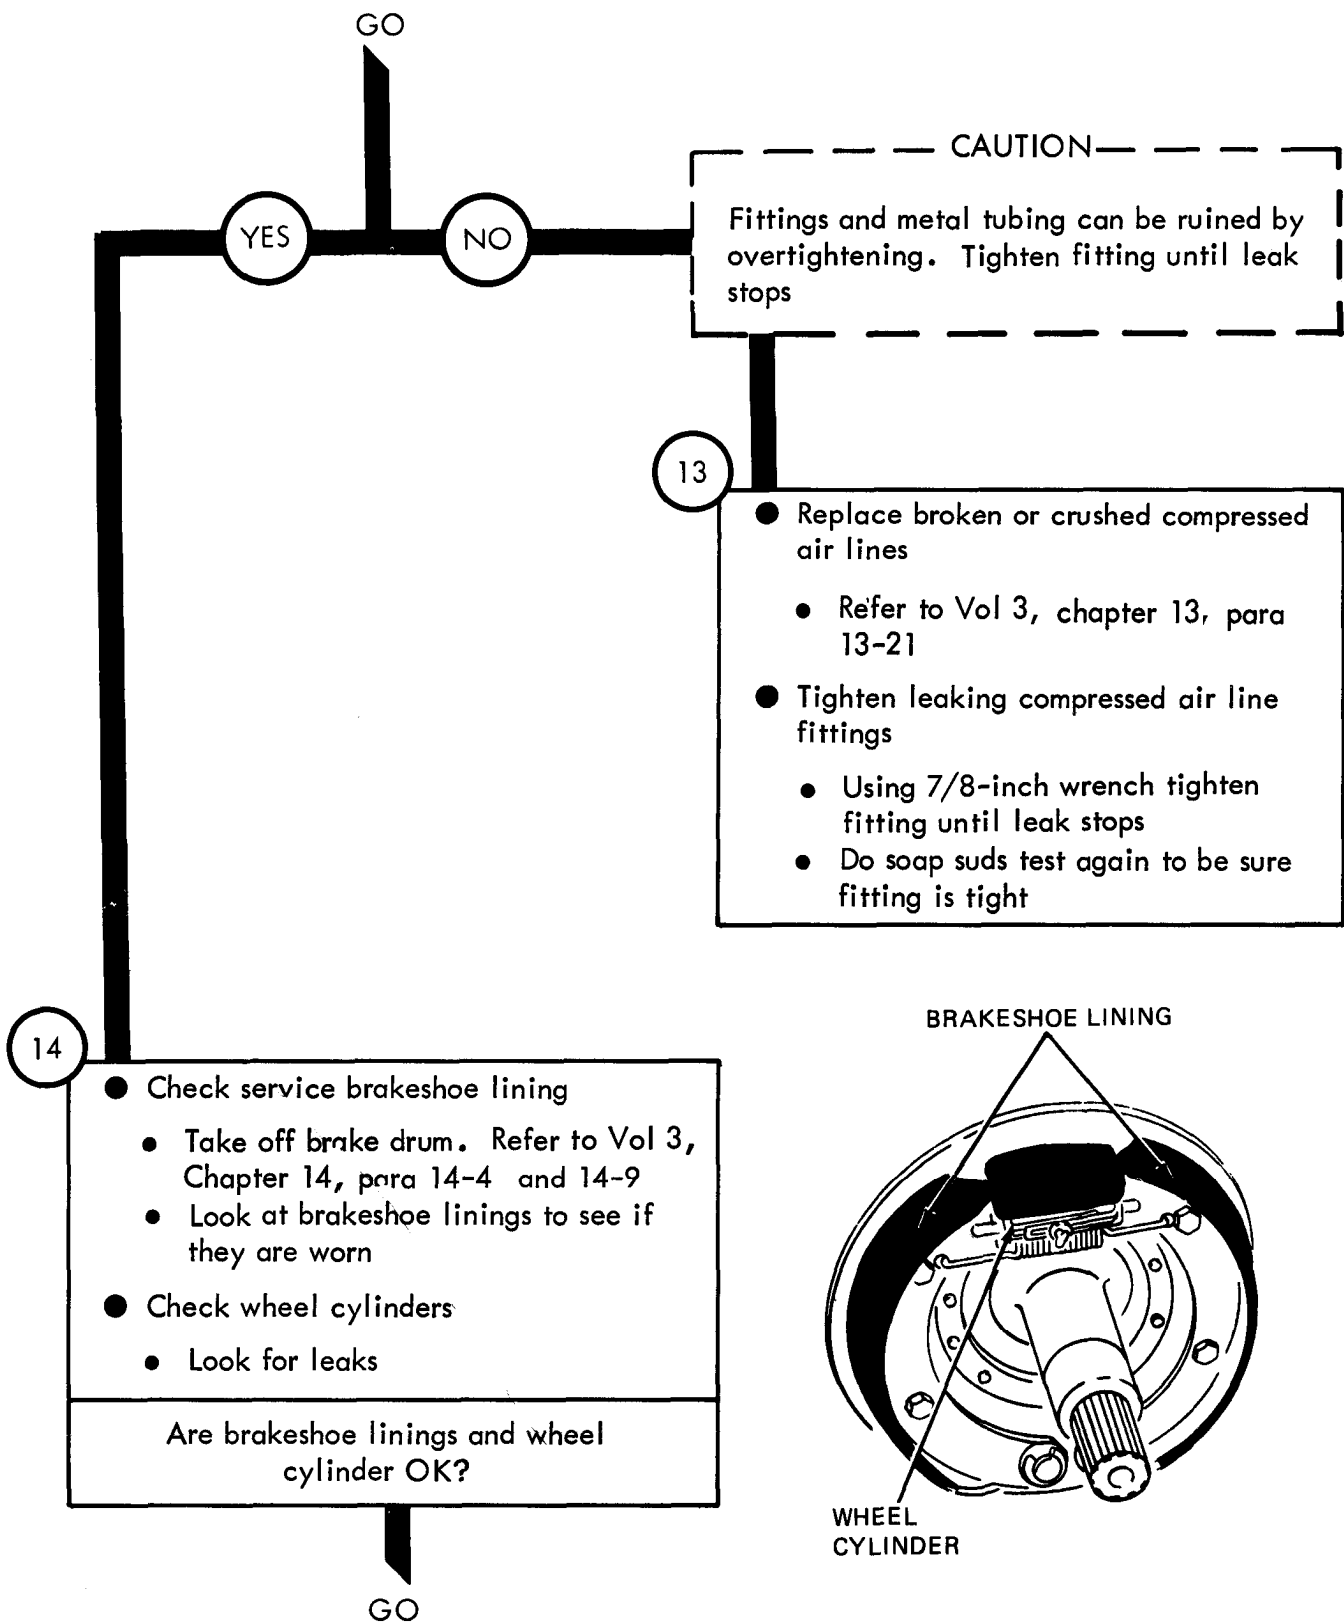 GO
CAUTION
YES
NO
Fittings and metal tubing can be ruined by
overtightening. Tighten fitting until leak
stops
13
Replace broken or crushed compressed
air lines
Refer to Vol 3, chapter 13, para
13-21
Tighten leaking compressed air line
fittings
Using 7/8-inch wrench tighten
fitting until leak stops
Do soap suds test again to be sure
fitting is tight
14
Check service brakeshoe lining
Take off brake drum. Refer to Vol 3,
Chapter 14, para 14-4 and 14-9
Look at brakeshoe linings to see if
they are worn
Check wheel cylinders
Look for leaks
Are brakeshoe linings and wheel
cylinder OK?
BRAKESHOE LINING
WHEEL
CYLINDER
GO